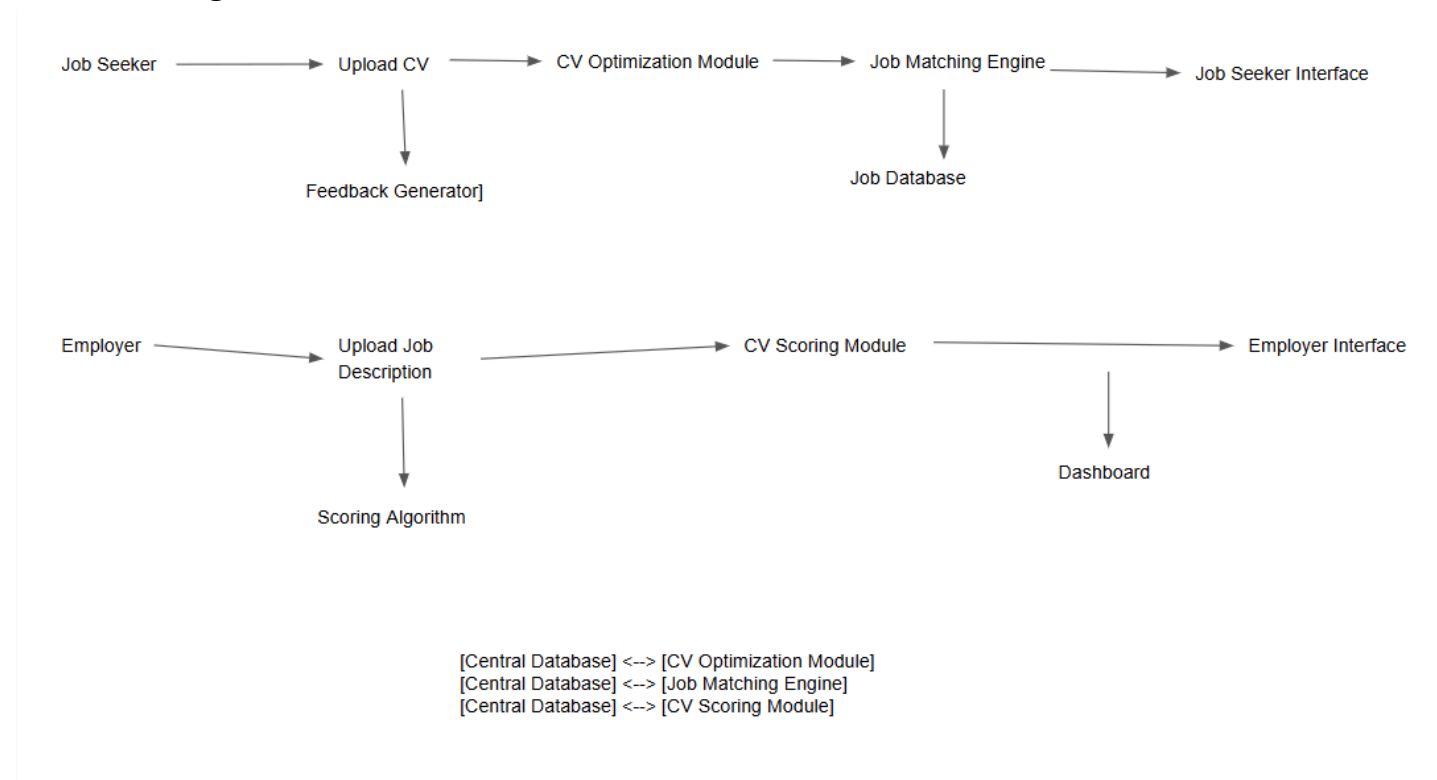 Job Seeker
Upload CV
CV Optimization Module
Job Matching Engine
Job Seeker Interface
Feedback Generator]
Job Database
Employer
Upload Job
Description
CV Scoring Module
Employer Interface
Scoring Algorithm
Dashboard
[Central Database] <--> [CV Optimization Module]
[Central Database] <--> [Job Matching Engine]
[Central Database] <--> [CV Scoring Module]